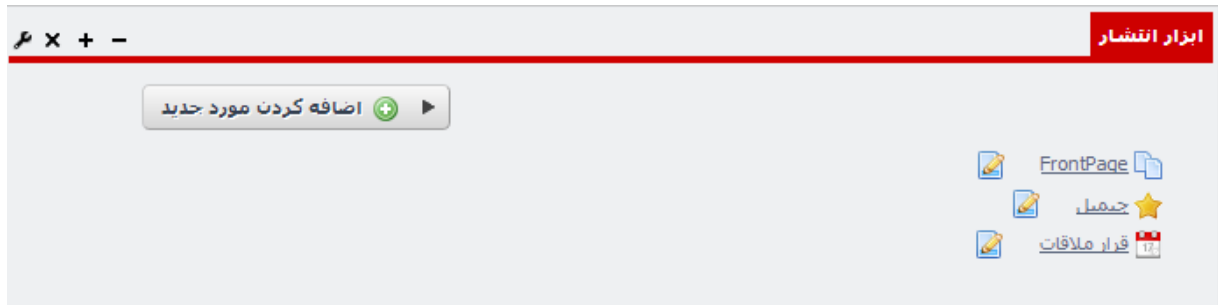 ابزار انتشار
اضافه کردن مورد جدید
FrontPage
جیمیل
قرار ملاقات